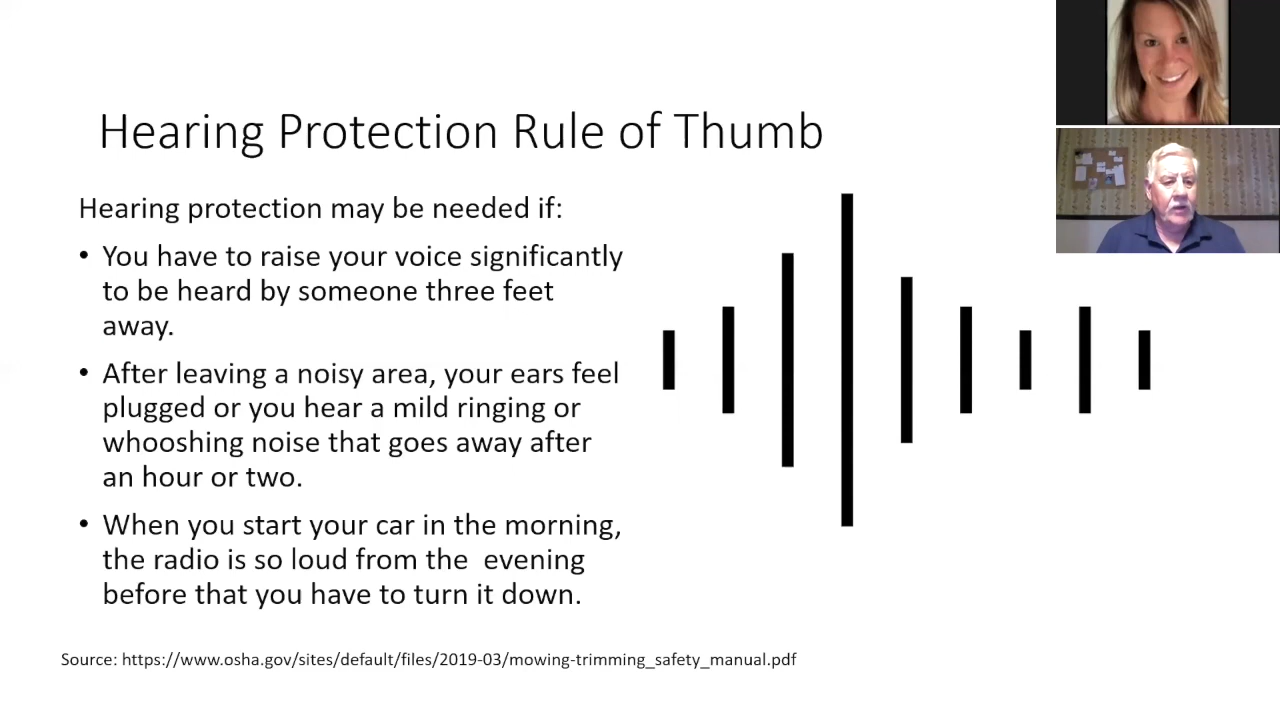 Hearing Protection Rule of Thumb
Hearing protection may be needed if:
• You have to raise your voice significantly
to be heard by someone three feet
away.
• After leaving a noisy area, your ears feel
plugged or you hear a mild ringing or
whooshing noise that goes away after
an hour or two.
• When you start your car in the morning,
the radio is so loud from the  evening
before that you have to turn it down.
Source: https://www.osha.gov/sites/default/files/2019-03/mowing-trimming_safety_manual.pdf